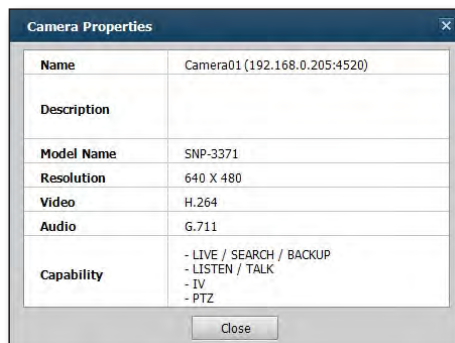 Camera Properties
Name Camera01 (192.168.0.205:4520)
Description
Model Name SNP-3371
Resolution 640 X 480
Video H.264
Audio G.711
Capability
- LIVE / SEARCH / BACKUP
- LISTEN / TALK
- IV
- PTZ
Close